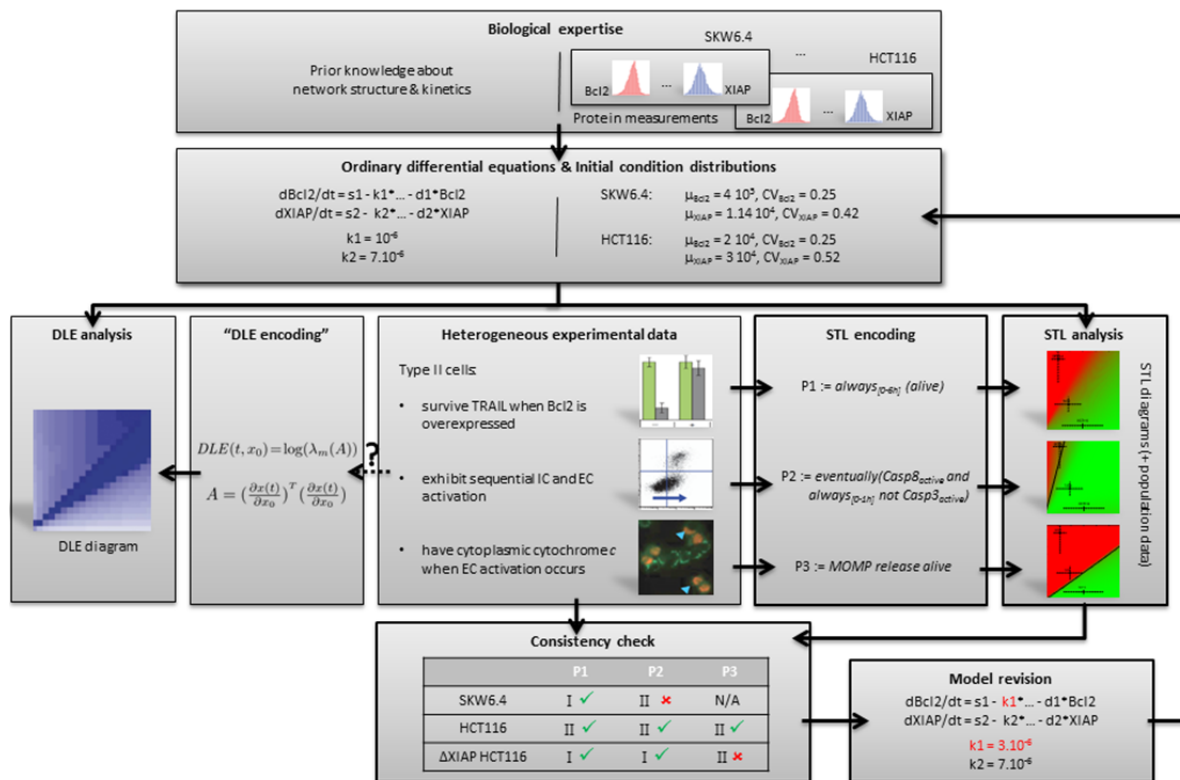 Biological expertise
Prior knowledge about
network structure & kinetics
SKW6.4
...
HCT116
Bcl2
...
XIAP
Bcl2
...
XIAP
Protein measurements
Ordinary differential equations & Initial condition distributions
dBcl2/dt = s1 - k1*... - d1*Bcl2
dXIAP/dt = s2 - k2*... - d2*XIAP
k1 = 10⁻⁶
k2 = 7.10⁻⁶
SKW6.4: μBcl2 = 4 10³, CVBcl2 = 0.25
μXIAP = 1.14 10⁴, CVXIAP = 0.42
HCT116: μBcl2 = 2 10⁴, CVBcl2 = 0.25
μXIAP = 3 10⁴, CVXIAP = 0.52
DLE analysis
DLE diagram
"DLE encoding"
DLE(t, x₀) = log(λm(A))
A = (∂x(t)/∂x₀)ᵀ(∂x(t)/∂x₀)
?
Heterogeneous experimental data
Type II cells:
• survive TRAIL when Bcl2 is
overexpressed
• exhibit sequential IC and EC
activation
• have cytoplasmic cytochrome c
when EC activation occurs
STL encoding
P1 := always[0-6h] (alive)
P2 := eventually(Casp8active and
always[0-1h] not Casp3active)
P3 := MOMP release alive
STL analysis
STL diagrams (+ population data)
Consistency check
P1 P2 P3
SKW6.4 I ✓ II ✗ N/A
HCT116 II ✓ II ✓ II ✓
ΔXIAP HCT116 I ✓ I ✓ II ✗
Model revision
dBcl2/dt = s1 - k1*... - d1*Bcl2
dXIAP/dt = s2 - k2*... - d2*XIAP
k1 = 3.10⁻⁶
k2 = 7.10⁻⁶